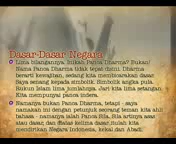 Dasar-Dasar Negara
Lima bilangannya. Inikah Panca Dharma? Bukan!
Nama Panca Dharma tidak tepat disini. Dharma
berarti kewajiban, sedang kita membicarakan dasar.
Saya senang kepada simbolik. Simbolik angka pula.
Rukun Islam lima jumlahnya. Jari kita lima setangan.
Kita mempunyai panca indera.
Namanya bukan Panca Dharma, tetapi - saya
namakan ini dengan petunjuk seorang teman kita ahli
bahasa - namanya ialah Panca Sila. Sila artinya asas
atau dasar, dan diatas kelima dasar itulah kita
mendirikan Negara Indonesia, kekal dan Abadi.